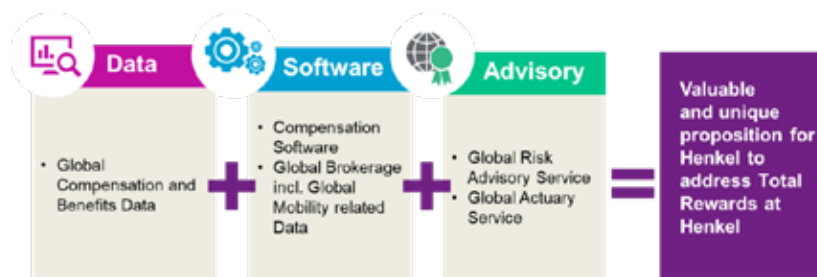 Data
• Global
Compensation and
Benefits Data
Software
• Compensation
Software
• Global Brokerage
incl. Global
Mobility related
Data
Advisory
• Global Risk
Advisory Service
• Global Actuary
Service
Valuable
and unique
proposition for
Henkel to
address Total
Rewards at
Henkel